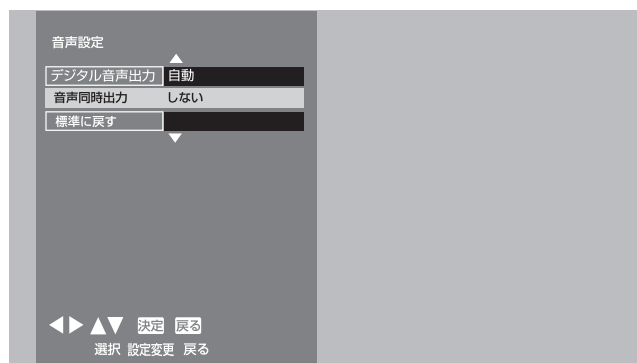 音声設定
デジタル音声出力 自動
音声同時出力 しない
標準に戻す
決定 戻る
選択 設定変更 戻る